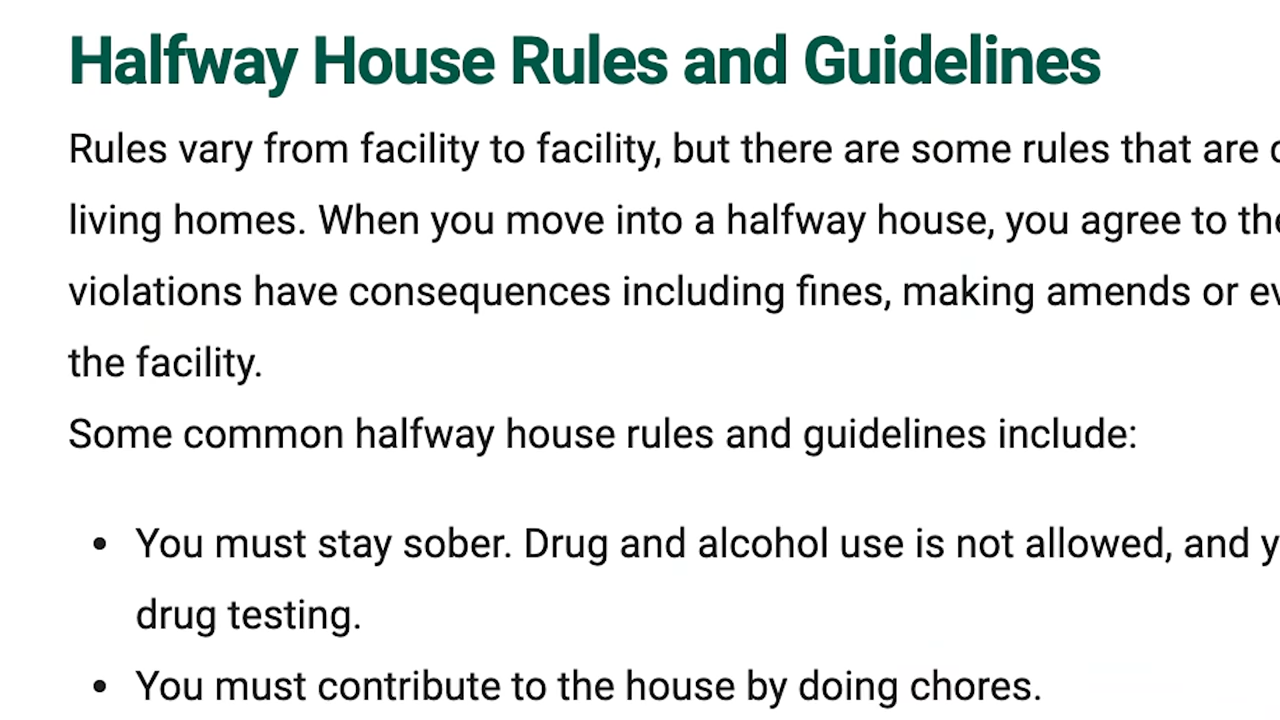 Halfway House Rules and Guidelines
Rules vary from facility to facility, but there are some rules that are
living homes. When you move into a halfway house, you agree to
violations have consequences including fines, making amends or
the facility.
Some common halfway house rules and guidelines include:
• You must stay sober. Drug and alcohol use is not allowed, and
drug testing.
• You must contribute to the house by doing chores.